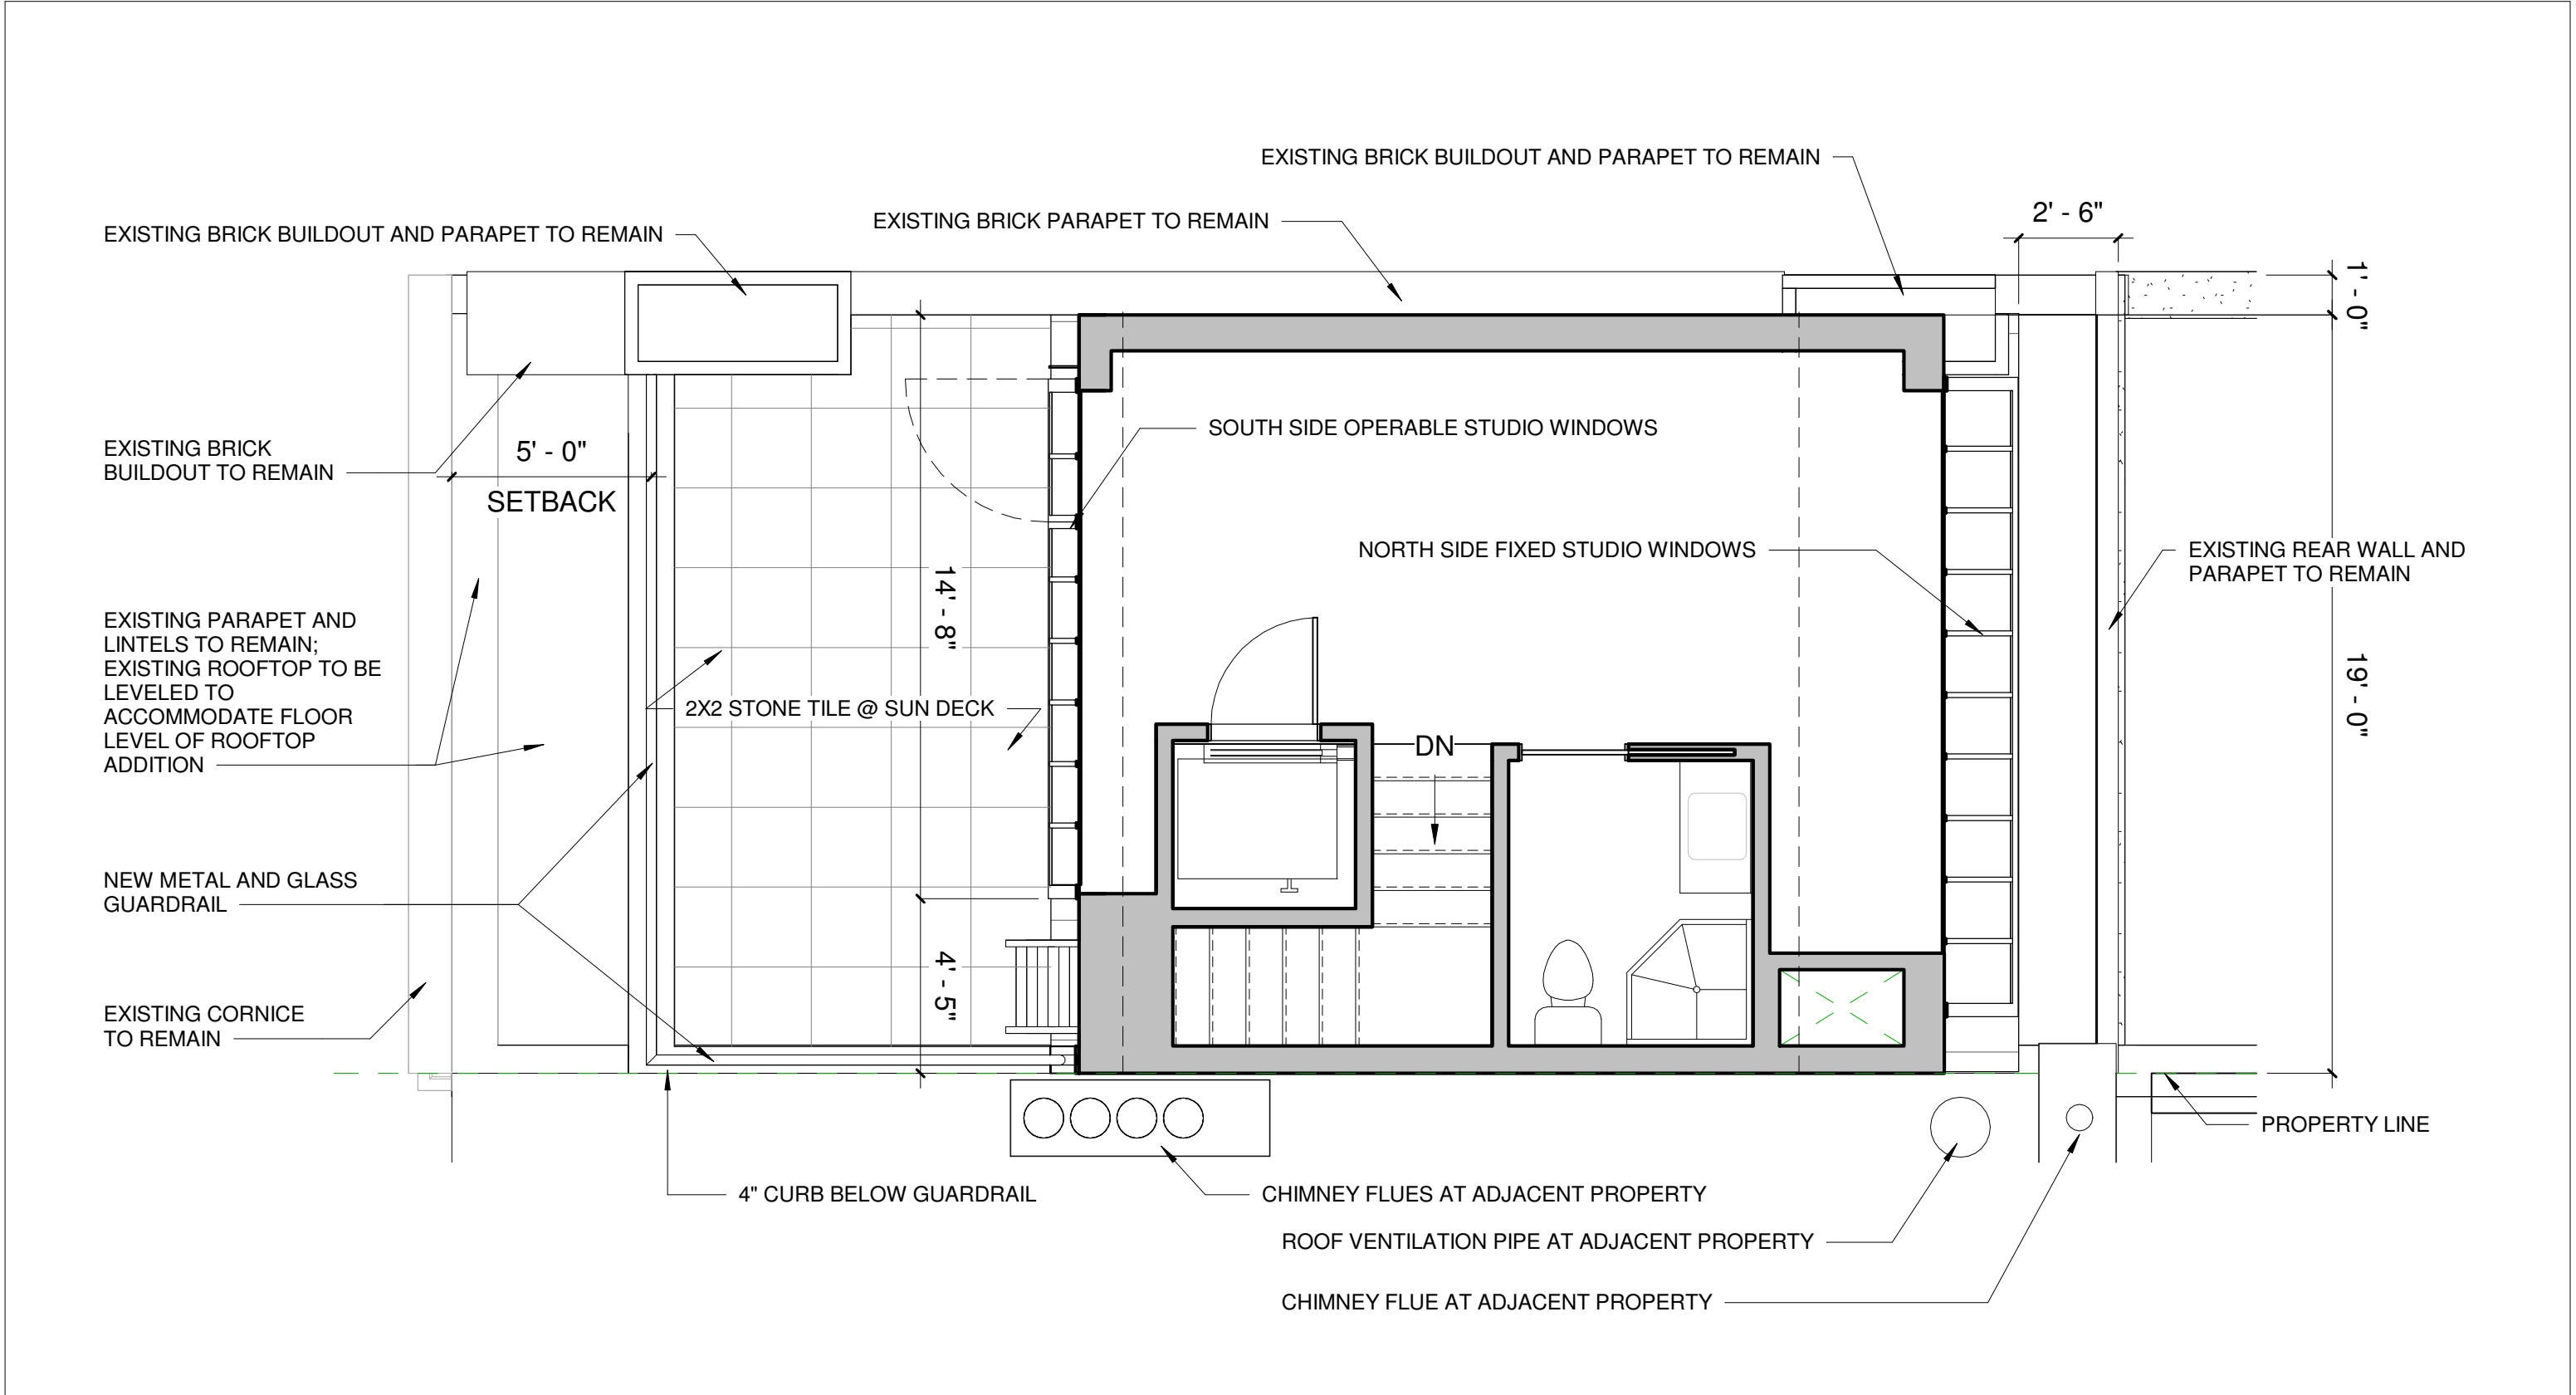 EXISTING BRICK BUILDOUT AND PARAPET TO REMAIN
2' - 6"
EXISTING BRICK PARAPET TO REMAIN
EXISTING BRICK BUILDOUT AND PARAPET TO REMAIN
1' - 0"
SOUTH SIDE OPERABLE STUDIO WINDOWS
EXISTING BRICK
BUILDOUT TO REMAIN
5' - 0"
SETBACK
NORTH SIDE FIXED STUDIO WINDOWS
EXISTING REAR WALL AND
PARAPET TO REMAIN
14' - 8"
EXISTING PARAPET AND
LINTELS TO REMAIN;
EXISTING ROOFTOP TO BE
LEVELED TO
ACCOMMODATE FLOOR
LEVEL OF ROOFTOP
ADDITION
19' - 0"
2X2 STONE TILE @ SUN DECK
DN
NEW METAL AND GLASS
GUARDRAIL
4' - 5"
EXISTING CORNICE
TO REMAIN
PROPERTY LINE
4" CURB BELOW GUARDRAIL
CHIMNEY FLUES AT ADJACENT PROPERTY
ROOF VENTILATION PIPE AT ADJACENT PROPERTY
CHIMNEY FLUE AT ADJACENT PROPERTY